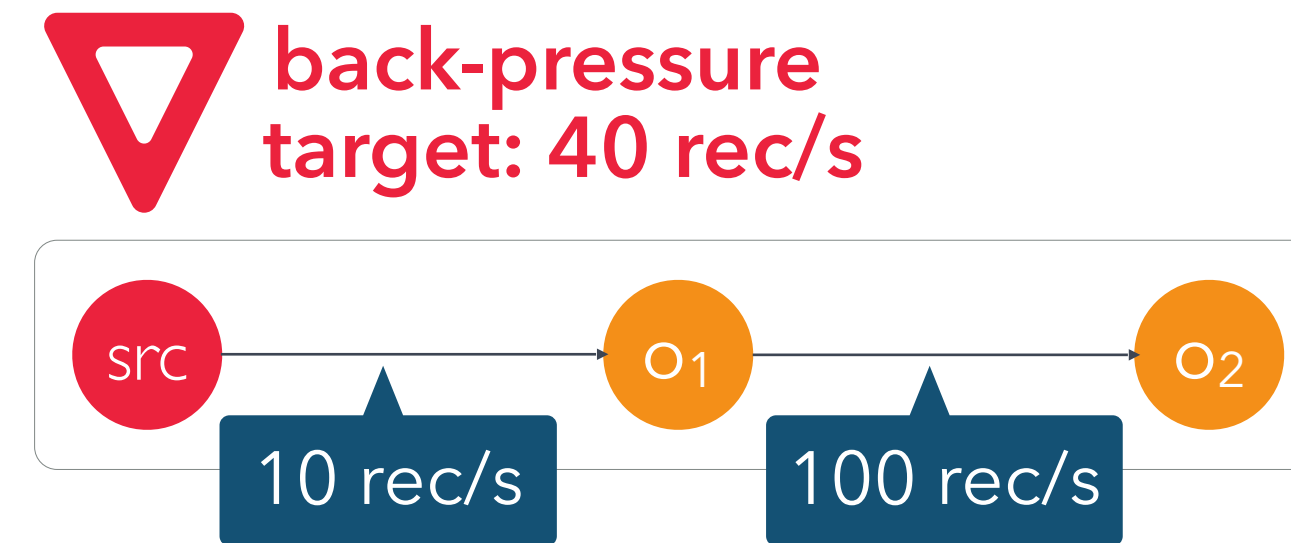 back-pressure
target: 40 rec/s
src
o₁
o₂
10 rec/s
100 rec/s